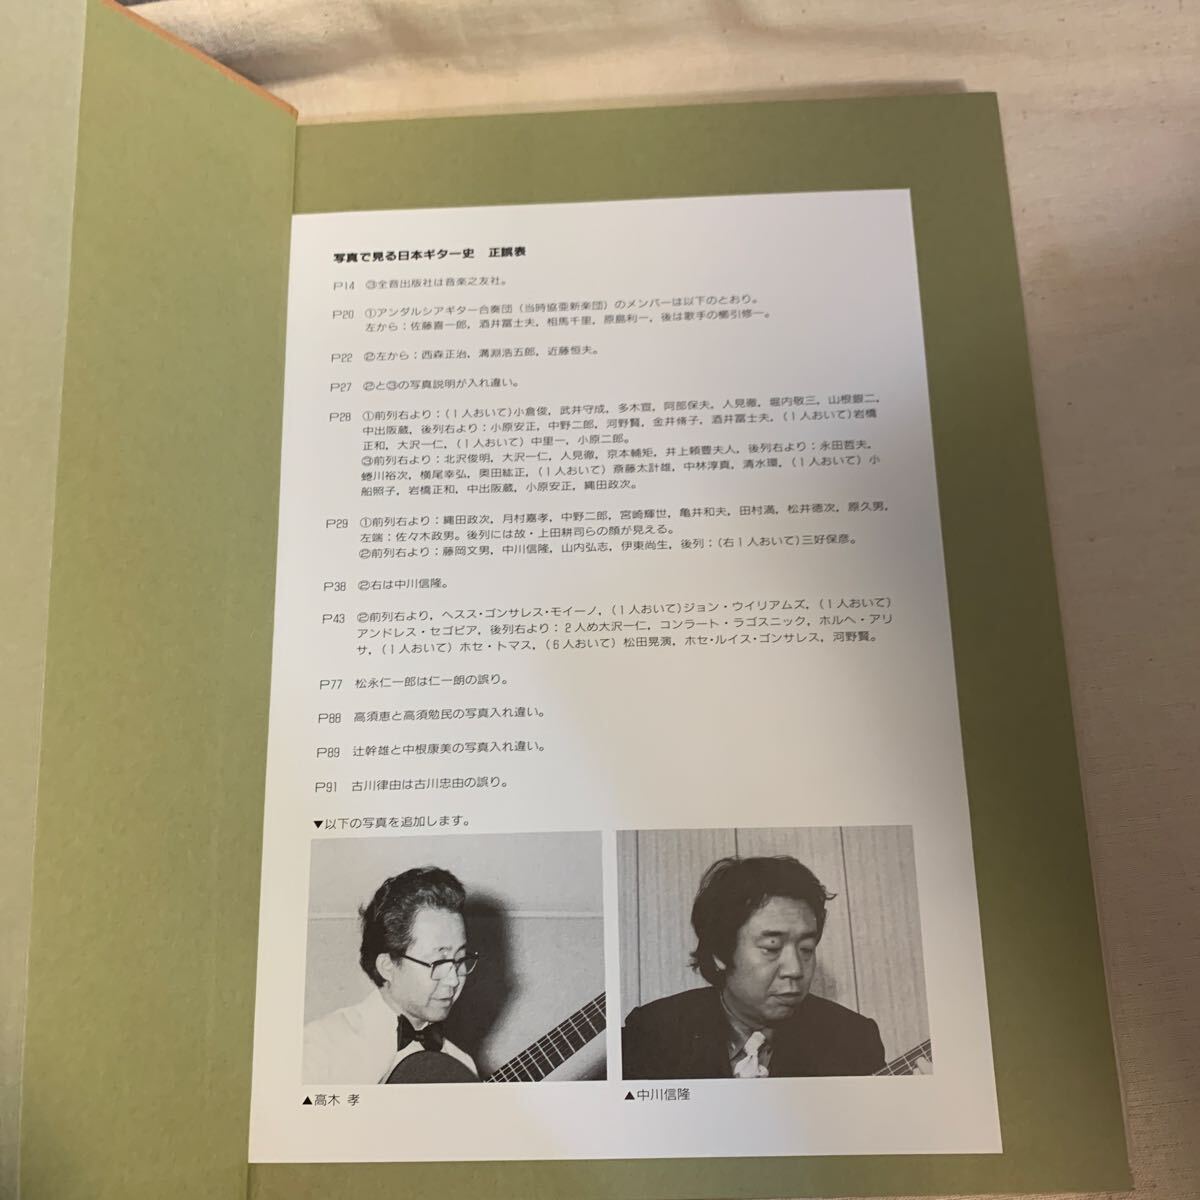 写真で見る日本ギター史　正誤表
P14　③全音出版社は音楽之友社。
P20　①アンダルシアギター合奏団（当時協亜新楽団）のメンバーは以下のとおり。
左から：佐藤喜一郎，酒井冨士夫，相馬千里，原島利一，後は歌手の櫛引修一。
P22　②左から：西森正治，溝淵浩五郎，近藤恒夫。
P27　②と③の写真説明が入れ違い。
P28　①前列右より：（1人おいて）小倉俊，武井守成，多木亘，阿部保夫，人見徹，堀内敬三，山根銀二，
中出阪蔵，後列右より：小原安正，中野二郎，河野賢，金井脩子，酒井冨士夫，（1人おいて）岩橋
正和，大沢一仁，（1人おいて）中里一，小原二郎。
③前列右より：北沢俊明，大沢一仁，人見徹，京本輔矩，井上頼豊夫人，後列右より：永田哲夫，
蜷川裕次，横尾幸弘，奥田紘正，（1人おいて）斎藤太計雄，中林淳真，清水環，（1人おいて）小
船照子，岩橋正和，中出阪蔵，小原安正，縄田政次。
P29　①前列右より：縄田政次，月村嘉孝，中野二郎，宮崎輝世，亀井和夫，田村満，松井徳次，原久男，
左端：佐々木政男。後列には故・上田耕司らの顔が見える。
②前列右より：藤岡文男，中川信隆，山内弘志，伊東尚生，後列：（右1人おいて）三好保彦。
P38　②右は中川信隆。
P43　②前列右より，ヘスス・ゴンサレス・モイーノ，（1人おいて）ジョン・ウイリアムズ，（1人おいて）
アンドレス・セゴビア，後列右より：2人め大沢一仁，コンラート・ラゴスニック，ホルヘ・アリ
サ，（1人おいて）ホセ・トマス，（6人おいて）松田晃演，ホセ・ルイス・ゴンサレス，河野賢。
P77　松永仁一郎は仁一朗の誤り。
P88　高須恵と高須勉民の写真入れ違い。
P89　辻幹雄と中根康美の写真入れ違い。
P91　古川律由は古川忠由の誤り。
▼以下の写真を追加します。
▲高木 孝
▲中川信隆